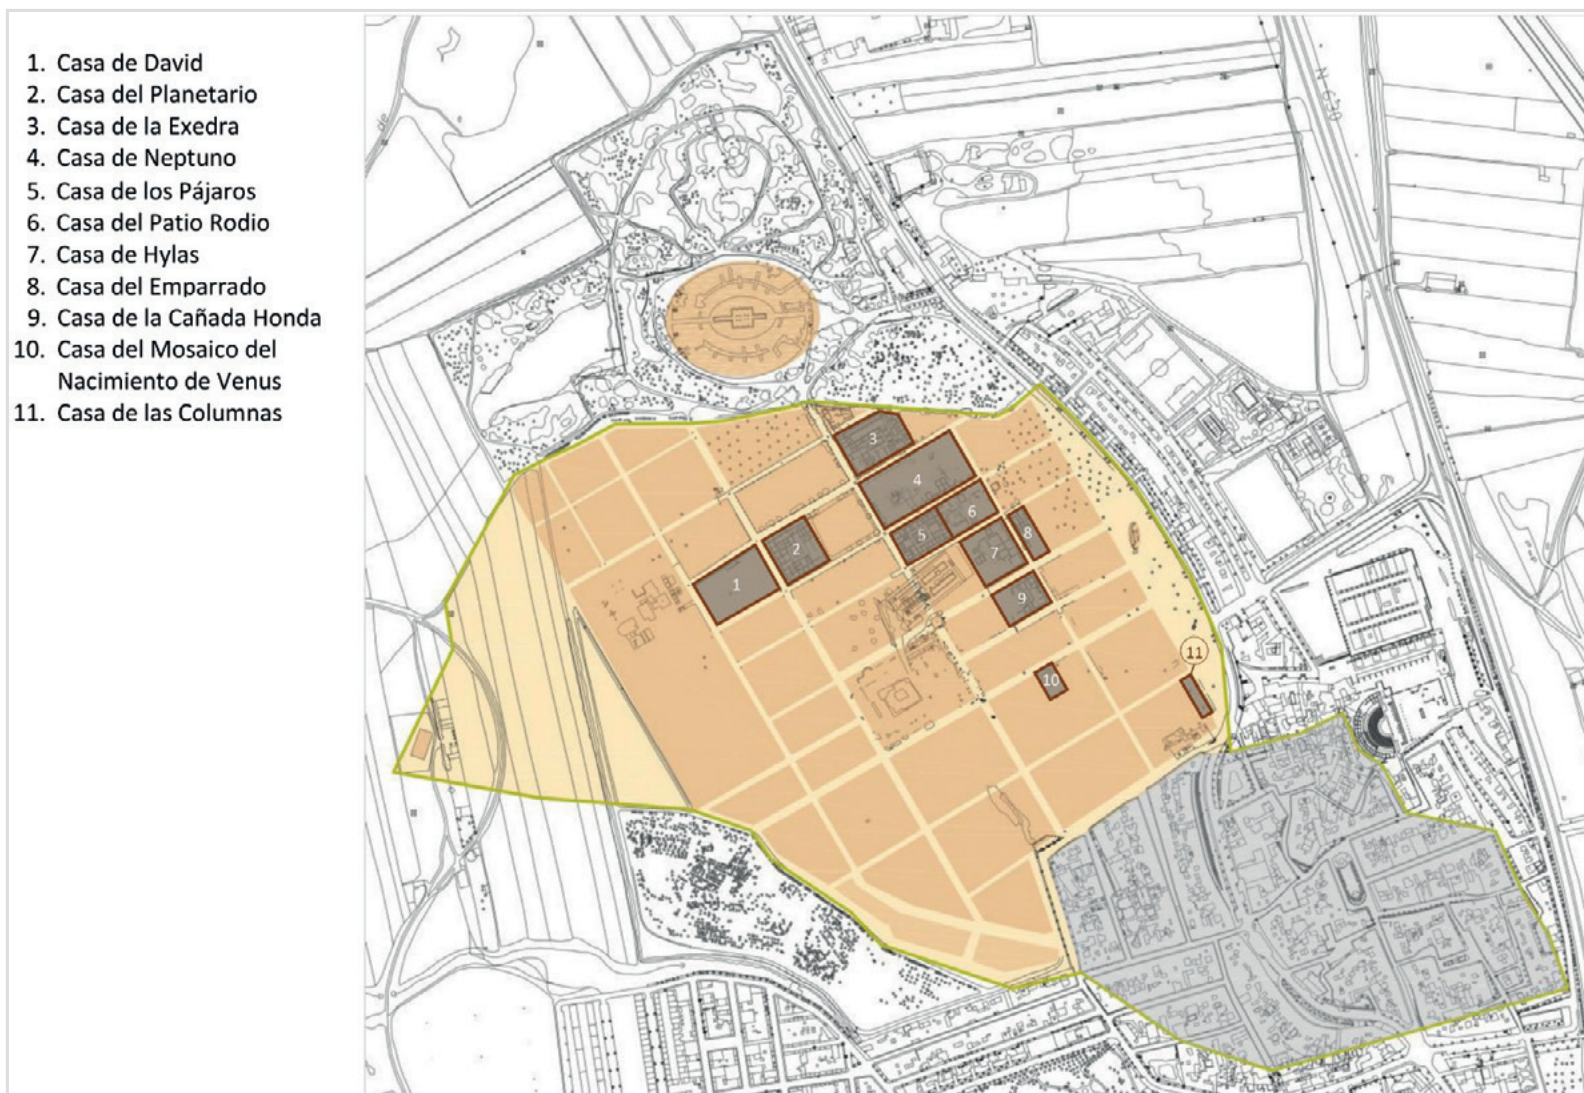 1. Casa de David
2. Casa del Planetario
3. Casa de la Exedra
4. Casa de Neptuno
5. Casa de los Pájaros
6. Casa del Patio Rodio
7. Casa de Hylas
8. Casa del Emparrado
9. Casa de la Cañada Honda
10. Casa del Mosaico del
Nacimiento de Venus
11. Casa de las Columnas
N 630
3
4
6
5
8
2
7
1
9
11
10